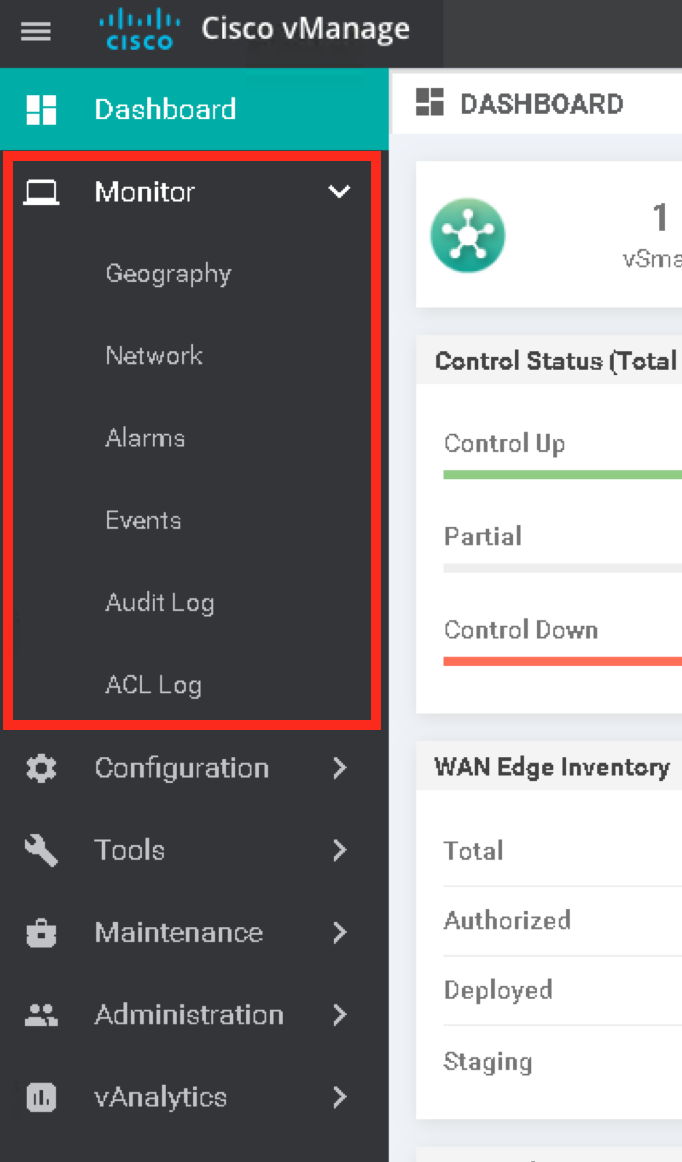 cisco Cisco vManage
Dashboard
Monitor
Geography
Network
Alarms
Events
Audit Log
ACL Log
Configuration
Tools
Maintenance
Administration
vAnalytics
DASHBOARD
1
vSma
Control Status (Total
Control Up
Partial
Control Down
WAN Edge Inventory
Total
Authorized
Deployed
Staging